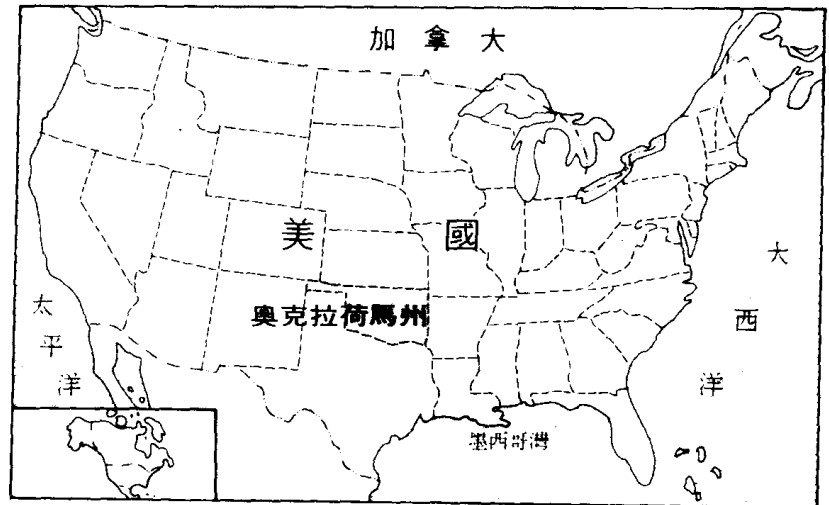 加拿大
美國
奧克拉荷馬州
太平洋
大西洋
墨西哥灣